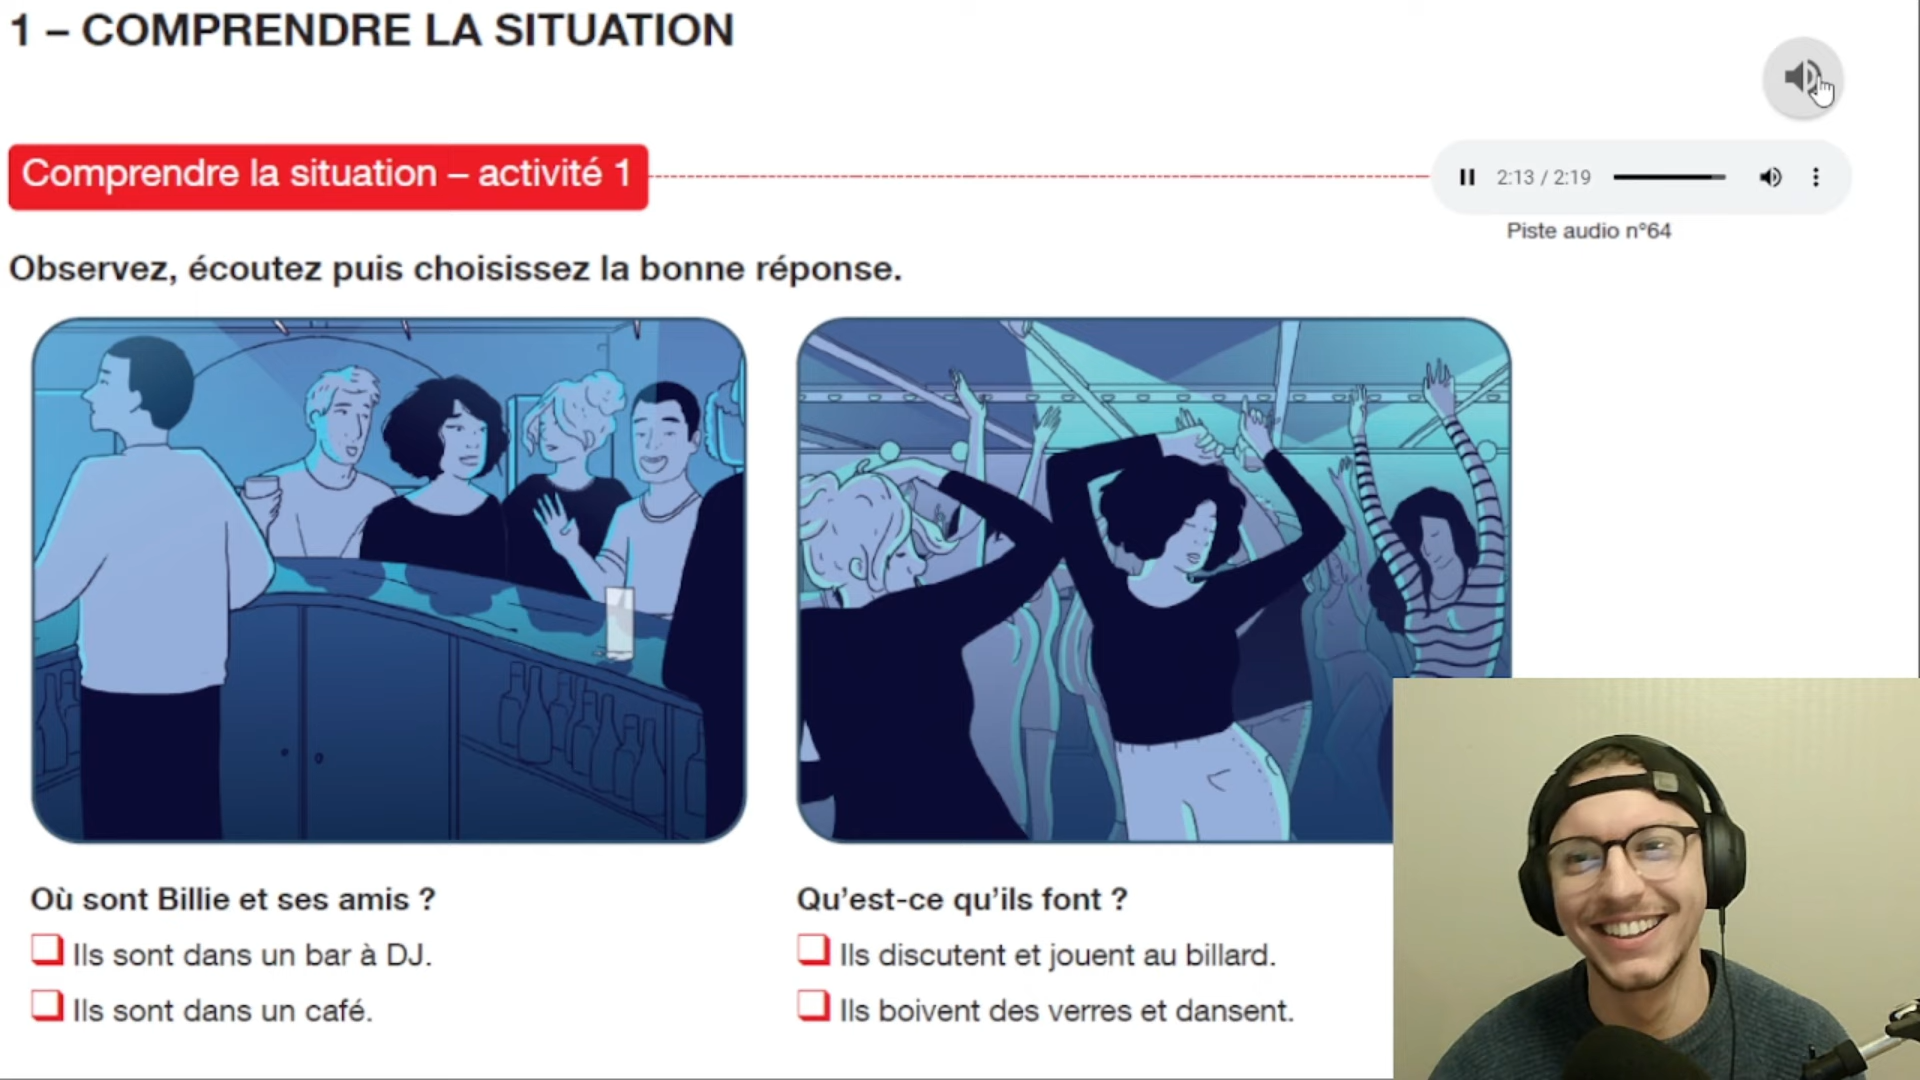 1 – COMPRENDRE LA SITUATION
Comprendre la situation – activité 1
2:13 / 2:19
Piste audio n°64
Observez, écoutez puis choisissez la bonne réponse.
Où sont Billie et ses amis ?
Ils sont dans un bar à DJ.
Ils sont dans un café.
Qu’est-ce qu’ils font ?
Ils discutent et jouent au billard.
Ils boivent des verres et dansent.